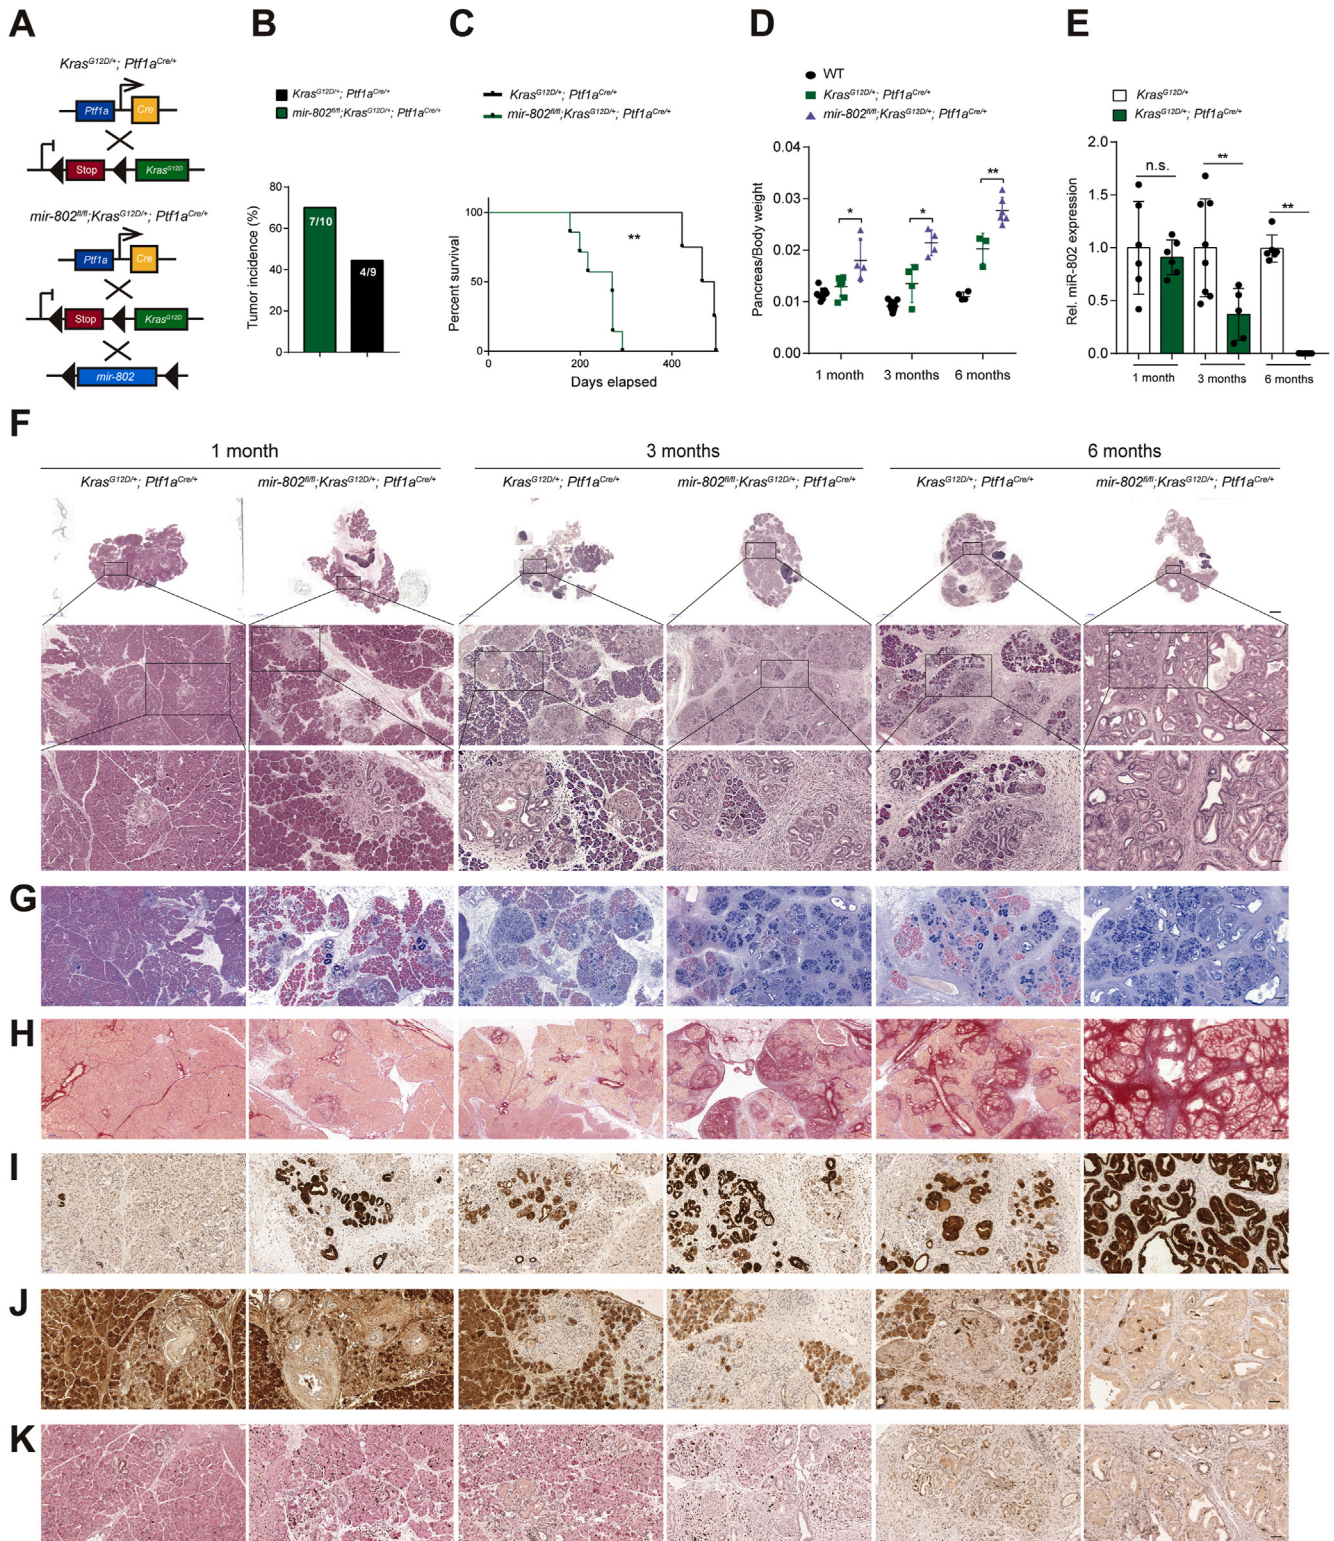 A
Kras^G12D/+; Ptf1a^Cre/+
Ptf1a
Cre
Stop
Kras^G12D
mir-802^fl/fl;Kras^G12D/+; Ptf1a^Cre/+
Ptf1a
Cre
Stop
Kras^G12D
mir-802
B
Kras^G12D/+; Ptf1a^Cre/+
mir-802^fl/fl;Kras^G12D/+; Ptf1a^Cre/+
Tumor incidence (%)
80
60
40
20
0
7/10
4/9
C
Kras^G12D/+; Ptf1a^Cre/+
mir-802^fl/fl;Kras^G12D/+; Ptf1a^Cre/+
Percent survival
100
50
0
**
0
200
400
Days elapsed
D
WT
Kras^G12D/+; Ptf1a^Cre/+
mir-802^fl/fl;Kras^G12D/+; Ptf1a^Cre/+
Pancreas/Body weight
0.04
0.03
0.02
0.01
0.00
*
*
**
1 month
3 months
6 months
E
Kras^G12D/+
Kras^G12D/+; Ptf1a^Cre/+
Rel. miR-802 expression
2.0
1.5
1.0
0.5
0.0
n.s.
**
**
1 month
3 months
6 months
F
1 month
3 months
6 months
Kras^G12D/+; Ptf1a^Cre/+
mir-802^fl/fl;Kras^G12D/+; Ptf1a^Cre/+
Kras^G12D/+; Ptf1a^Cre/+
mir-802^fl/fl;Kras^G12D/+; Ptf1a^Cre/+
Kras^G12D/+; Ptf1a^Cre/+
mir-802^fl/fl;Kras^G12D/+; Ptf1a^Cre/+
G
H
I
J
K